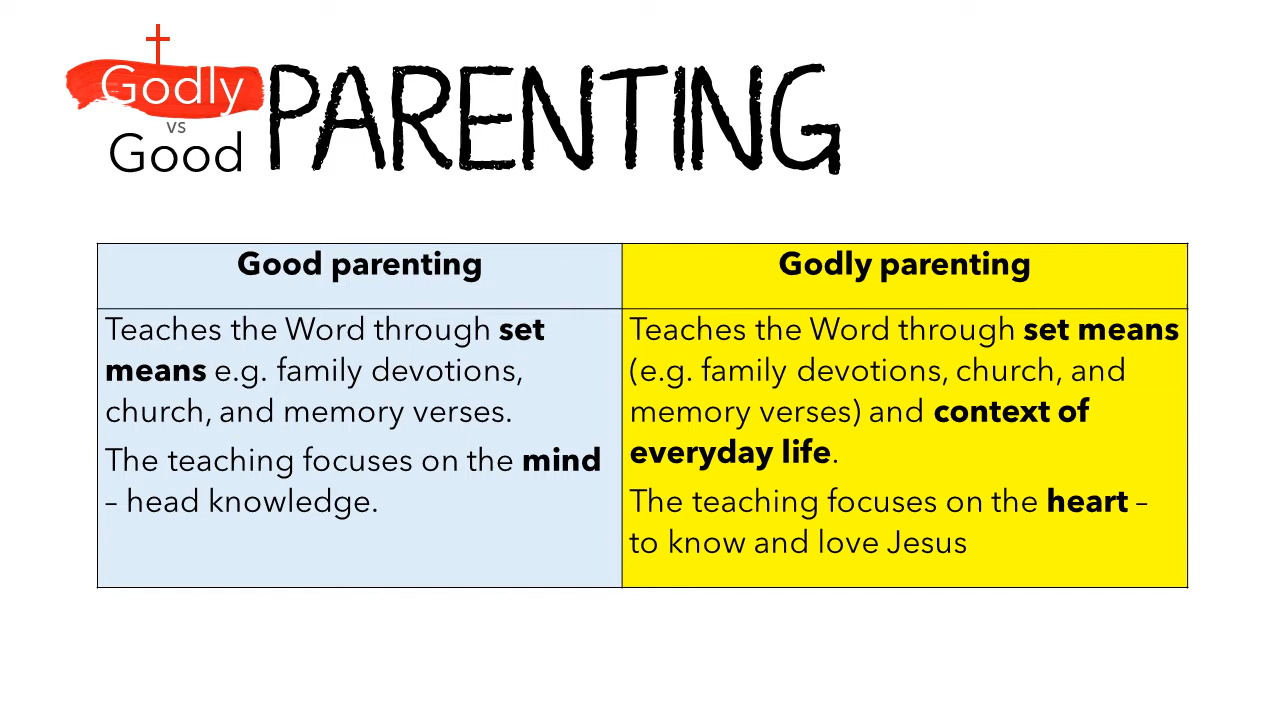 Godly
vs
Good
PARENTING
Good parenting
Teaches the Word through set
means e.g. family devotions,
church, and memory verses.
The teaching focuses on the mind
– head knowledge.
Godly parenting
Teaches the Word through set means
(e.g. family devotions, church, and
memory verses) and context of
everyday life.
The teaching focuses on the heart –
to know and love Jesus